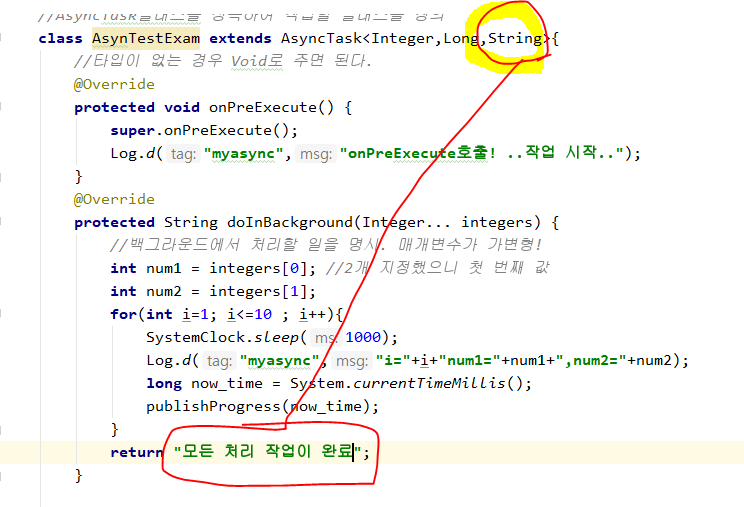 //AsyncTask클래스를 상속하여 작업할 클래스를 정의
class AsynTestExam extends AsyncTask<Integer,Long,String>{
//타입이 없는 경우 Void로 주면 된다.
@Override
protected void onPreExecute() {
super.onPreExecute();
Log.d( tag: "myasync", msg: "onPreExecute호출! ..작업 시작..");
}
@Override
protected String doInBackground(Integer... integers) {
//백그라운드에서 처리할 일을 명시. 매개변수가 가변형!
int num1 = integers[0]; //2개 지정했으니 첫 번째 값
int num2 = integers[1];
for(int i=1; i<=10 ; i++){
SystemClock.sleep( ms: 1000);
Log.d( tag: "myasync", msg: "i="+i+"num1="+num1+",num2="+num2);
long now_time = System.currentTimeMillis();
publishProgress(now_time);
}
return "모든 처리 작업이 완료";
}